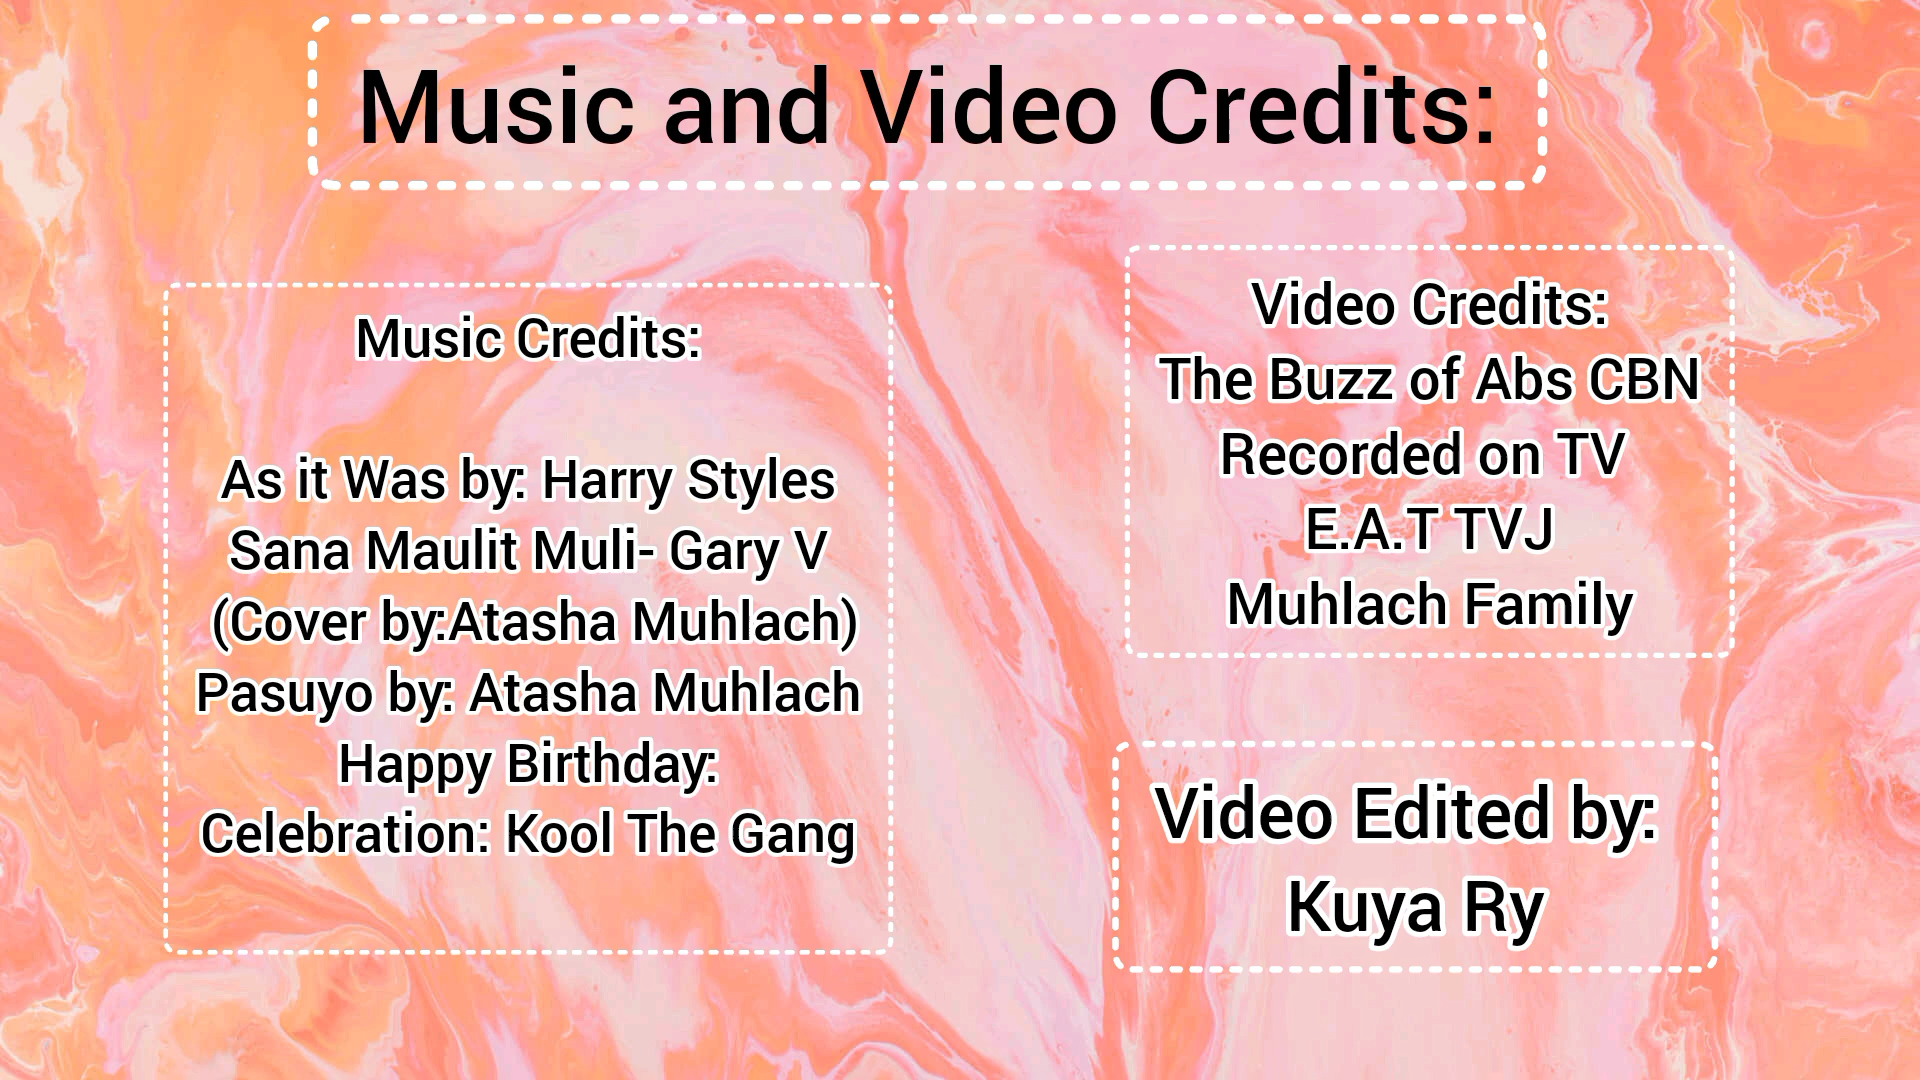 Music and Video Credits:
Music Credits:
As it Was by: Harry Styles
Sana Maulit Muli- Gary V
(Cover by:Atasha Muhlach)
Pasuyo by: Atasha Muhlach
Happy Birthday:
Celebration: Kool The Gang
Video Credits:
The Buzz of Abs CBN
Recorded on TV
E.A.T TVJ
Muhlach Family
Video Edited by:
Kuya Ry